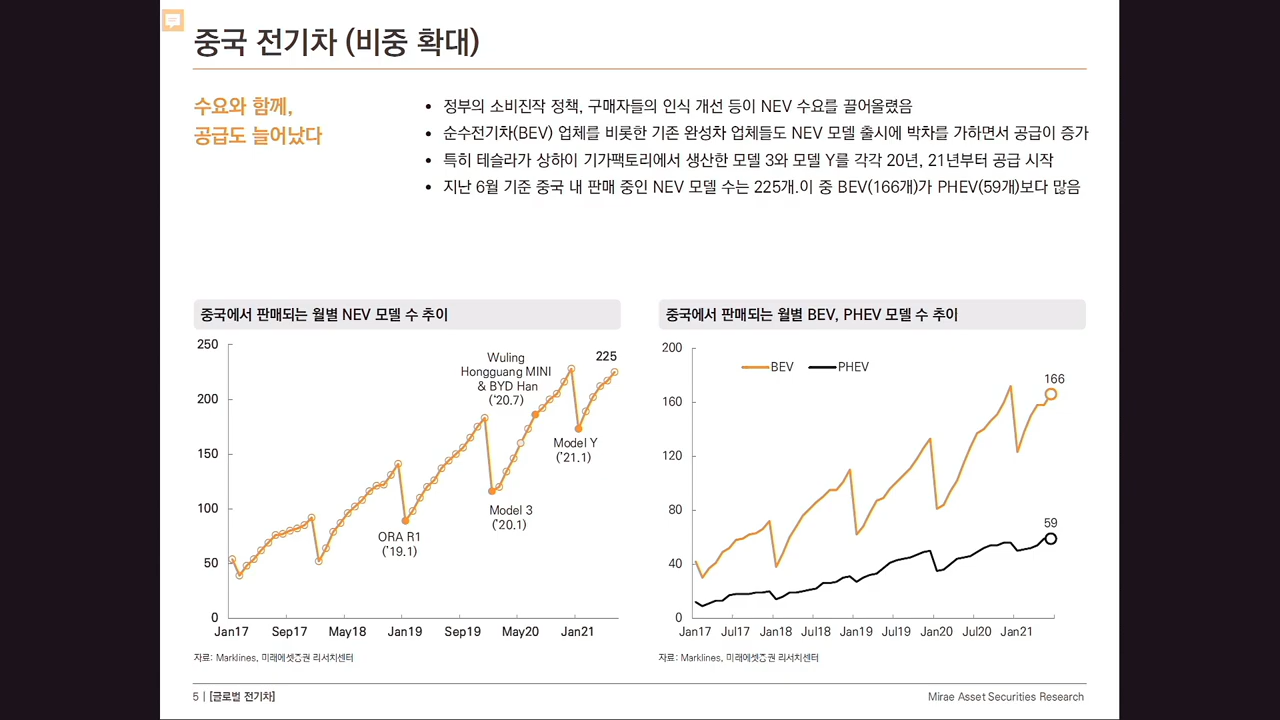 중국 전기차 (비중 확대)
수요와 함께,
공급도 늘어났다
• 정부의 소비진작 정책, 구매자들의 인식 개선 등이 NEV 수요를 끌어올렸음
• 순수전기차(BEV) 업체를 비롯한 기존 완성차 업체들도 NEV 모델 출시에 박차를 가하면서 공급이 증가
• 특히 테슬라가 상하이 기가팩토리에서 생산한 모델 3와 모델 Y를 각각 20년, 21년부터 공급 시작
• 지난 6월 기준 중국 내 판매 중인 NEV 모델 수는 225개.이 중 BEV(166개)가 PHEV(59개)보다 많음
중국에서 판매되는 월별 NEV 모델 수 추이
250
200
150
100
50
0
Wuling
Hongguang MINI
& BYD Han
('20.7)
225
Model Y
('21.1)
Model 3
('20.1)
ORA R1
('19.1)
Jan17 Sep17 May18 Jan19 Sep19 May20 Jan21
자료: Marklines, 미래에셋증권 리서치센터
중국에서 판매되는 월별 BEV, PHEV 모델 수 추이
200
160
120
80
40
0
BEV PHEV
166
59
Jan17 Jul17 Jan18 Jul18 Jan19 Jul19 Jan20 Jul20 Jan21
자료: Marklines, 미래에셋증권 리서치센터
5 | [글로벌 전기차]
Mirae Asset Securities Research